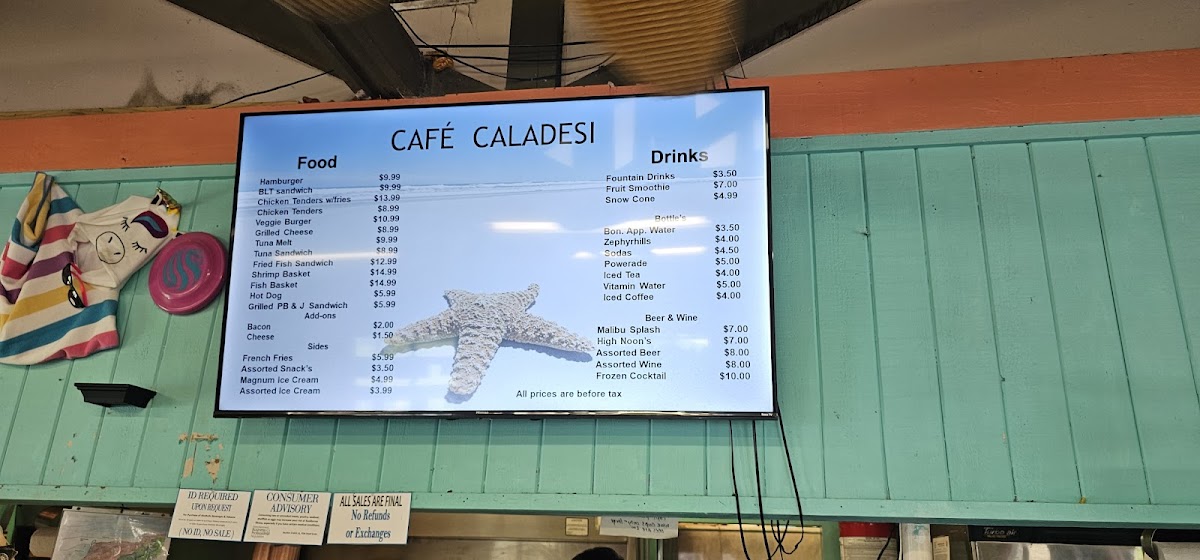 CAFÉ CALADESI
Food
Hamburger $9.99
BLT sandwich $9.99
Chicken Tenders w/fries $13.99
Chicken Tenders $8.99
Veggie Burger $10.99
Grilled Cheese $8.99
Tuna Melt $9.99
Tuna Sandwich $8.99
Fried Fish Sandwich $12.99
Shrimp Basket $14.99
Fish Basket $14.99
Hot Dog $5.99
Grilled PB & J Sandwich $5.99
Add-ons
Bacon $2.00
Cheese $1.50
Sides
French Fries $5.99
Assorted Snack's $3.50
Magnum Ice Cream $4.99
Assorted Ice Cream $3.99
Drinks
Fountain Drinks $3.50
Fruit Smoothie $7.00
Snow Cone $4.99
Bottle's
Bon. App. Water $3.50
Zephyrhills $4.00
Sodas $4.50
Powerade $5.00
Iced Tea $4.00
Vitamin Water $5.00
Iced Coffee $4.00
Beer & Wine
Malibu Splash $7.00
High Noon's $7.00
Assorted Beer $8.00
Assorted Wine $8.00
Frozen Cocktail $10.00
All prices are before tax
ID REQUIRED
UPON REQUEST
( NO ID, NO SALE )
CONSUMER
ADVISORY
ALL SALES ARE FINAL
No Refunds
or Exchanges